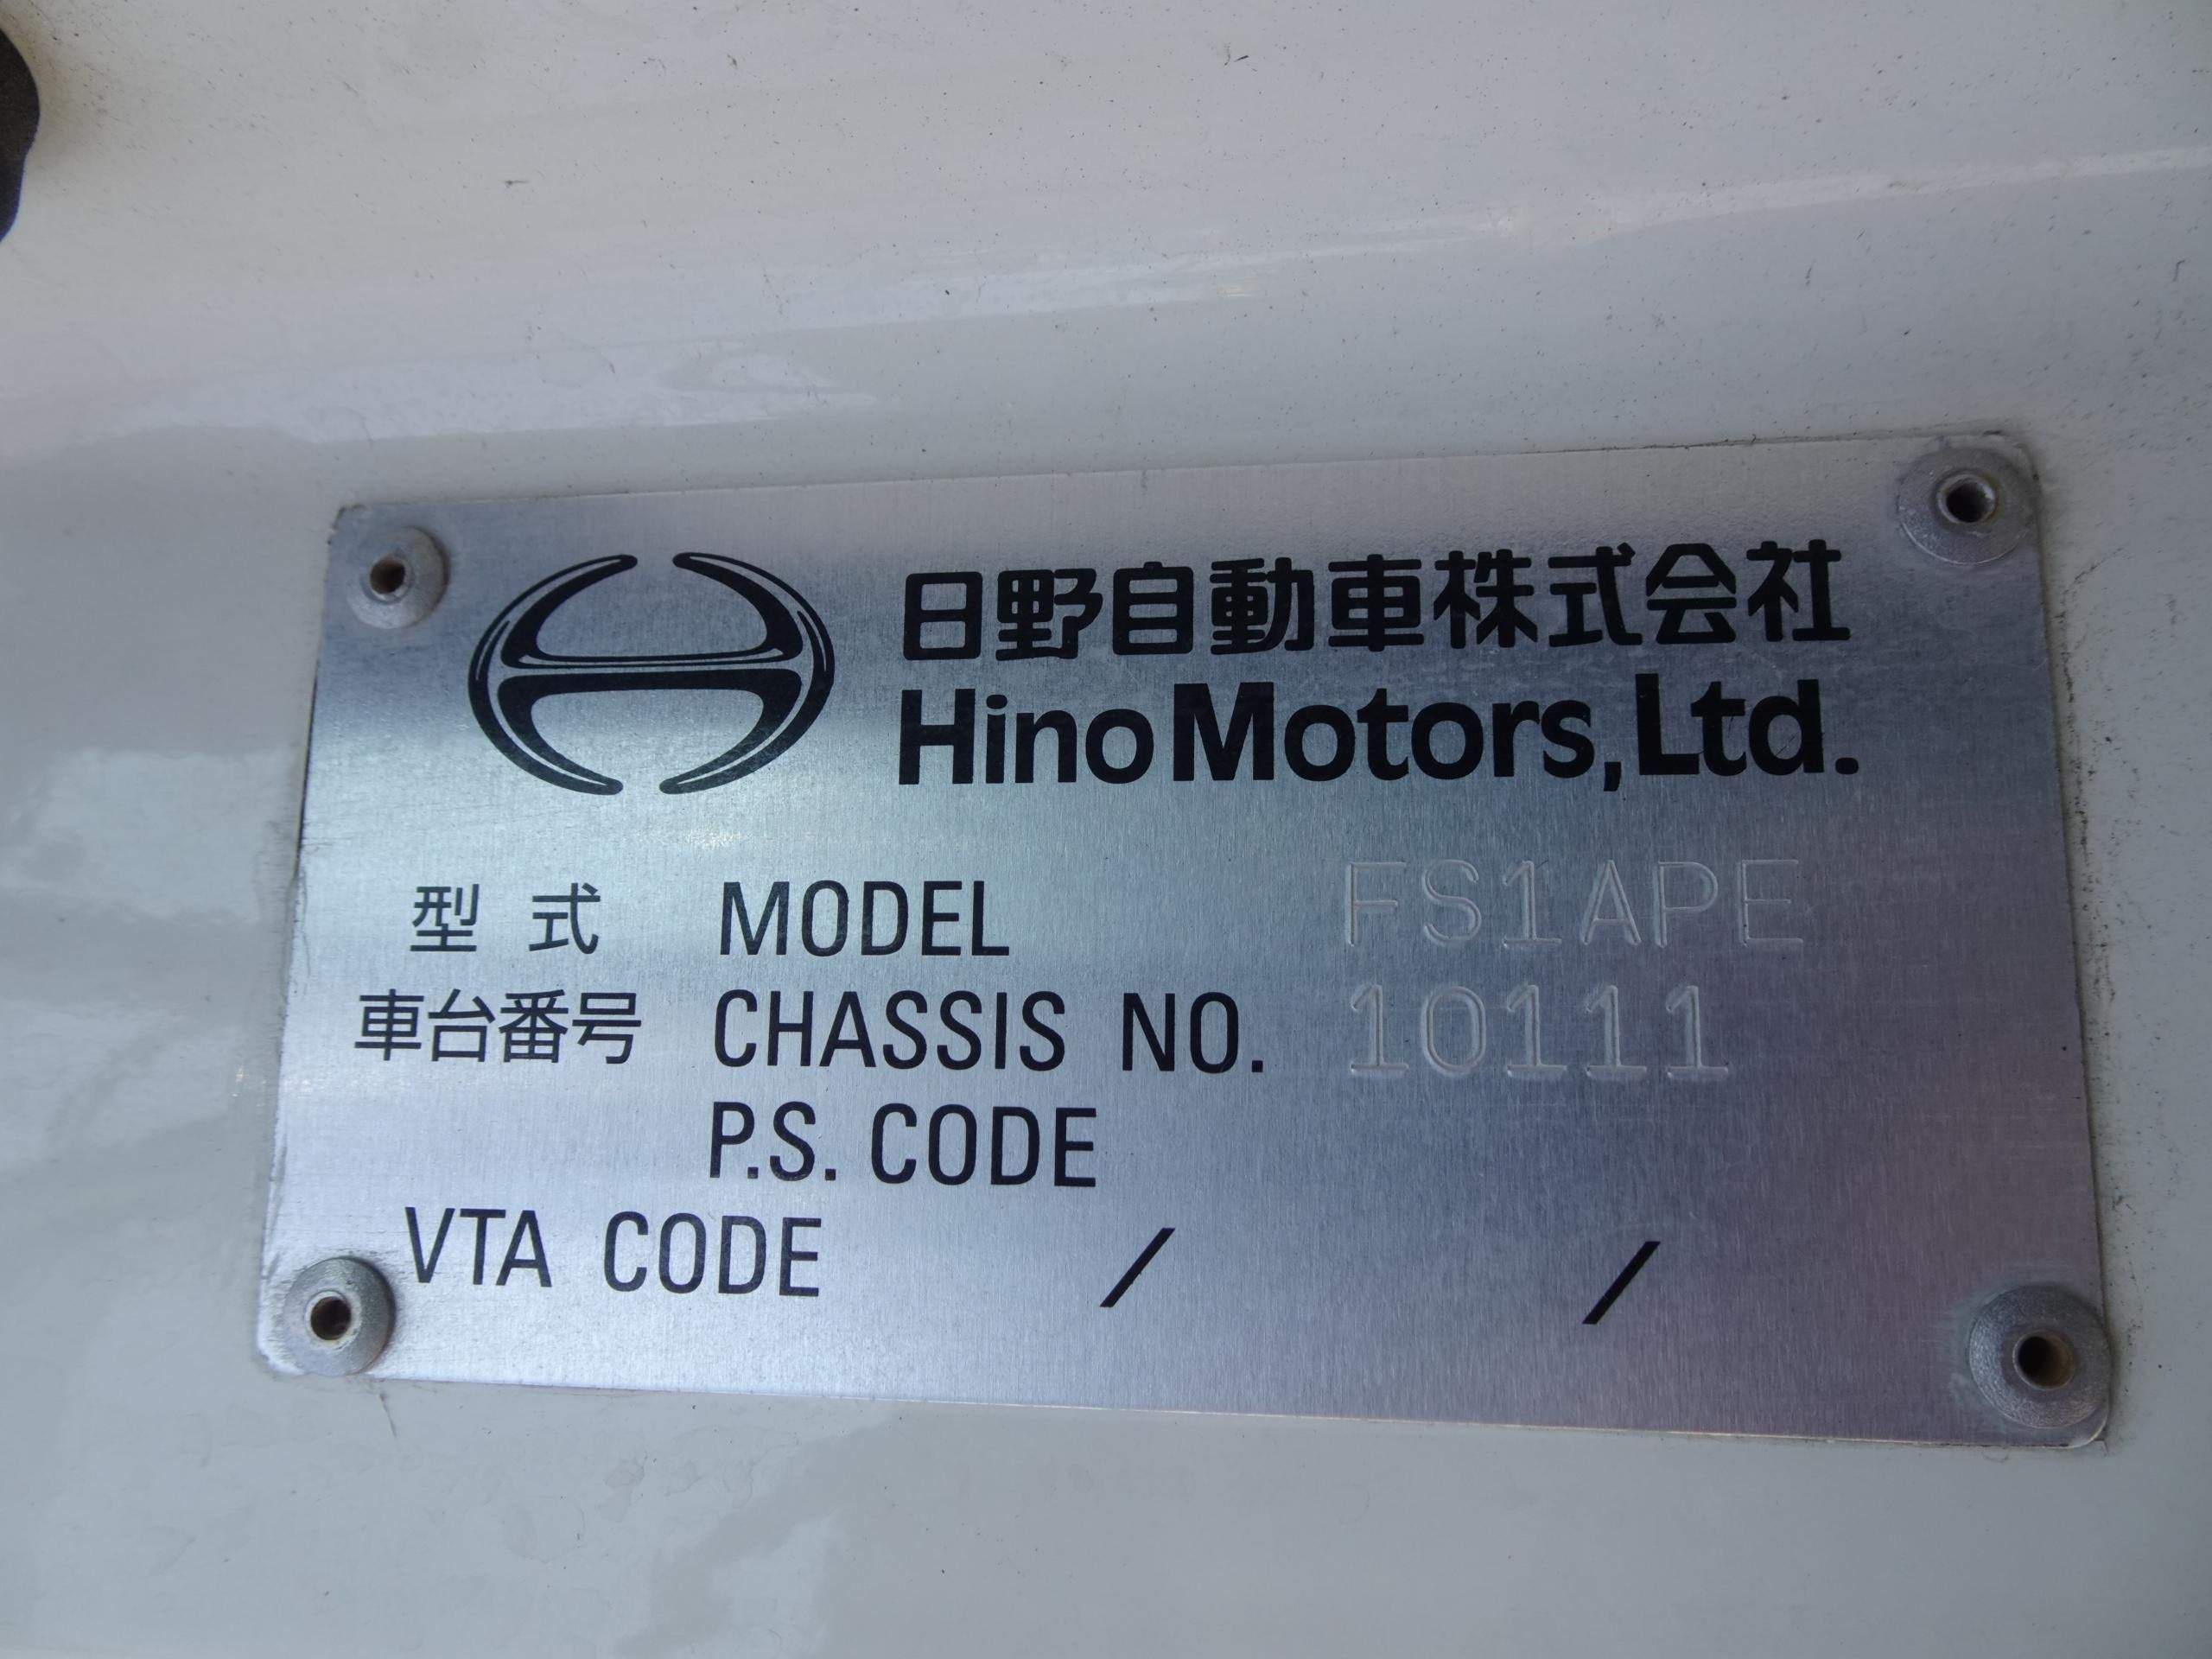 日野自動車株式会社
Hino Motors, Ltd.
型式 MODEL FS1APE
車台番号 CHASSIS NO. 10111
P.S. CODE
VTA CODE / /